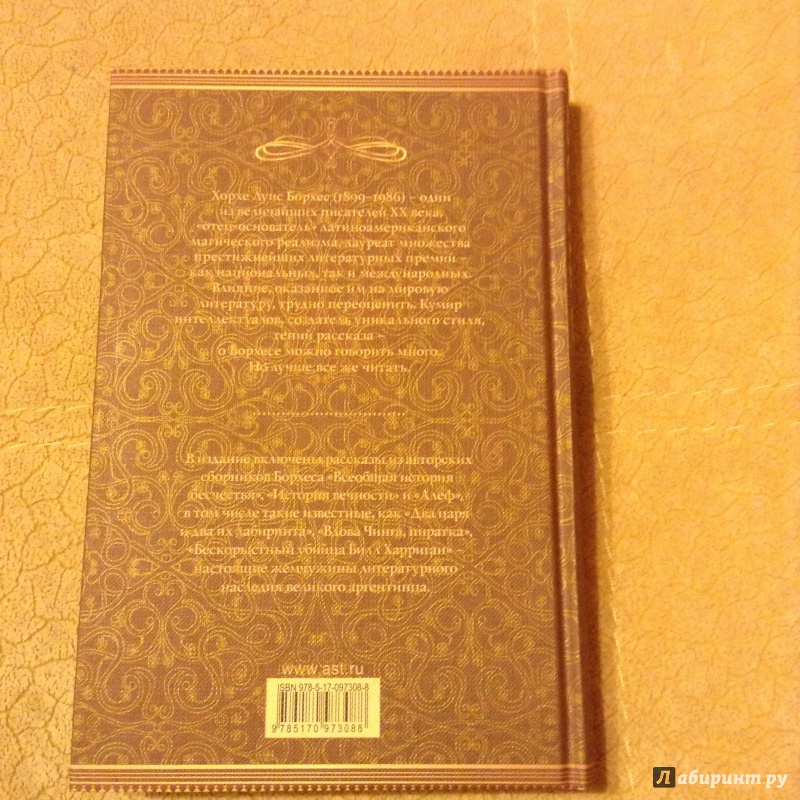 Хорхе Луис Борхес (1899–1986) – один
из величайших писателей XX века,
«отец-основатель» латиноамериканского
магического реализма, лауреат множества
престижнейших литературных премий –
как национальных, так и международных.
Влияние, оказанное им на мировую
литературу, трудно переоценить. Кумир
интеллектуалов, создатель уникального стиля,
гений рассказа –
о Борхесе можно говорить много.
Но лучше все же читать.
В издание включены рассказы из авторских
сборников Борхеса «Всеобщая история
бесчестья», «История вечности» и «Алеф»,
в том числе такие известные, как «Два царя
и два их лабиринта», «Вдова Чинга, пиратка»,
«Бескорыстный убийца Билл Харриган» –
настоящие жемчужины литературного
наследия великого аргентинца.
www.ast.ru
ISBN 978-5-17-097308-8
9785170973088
Лабиринт.ру